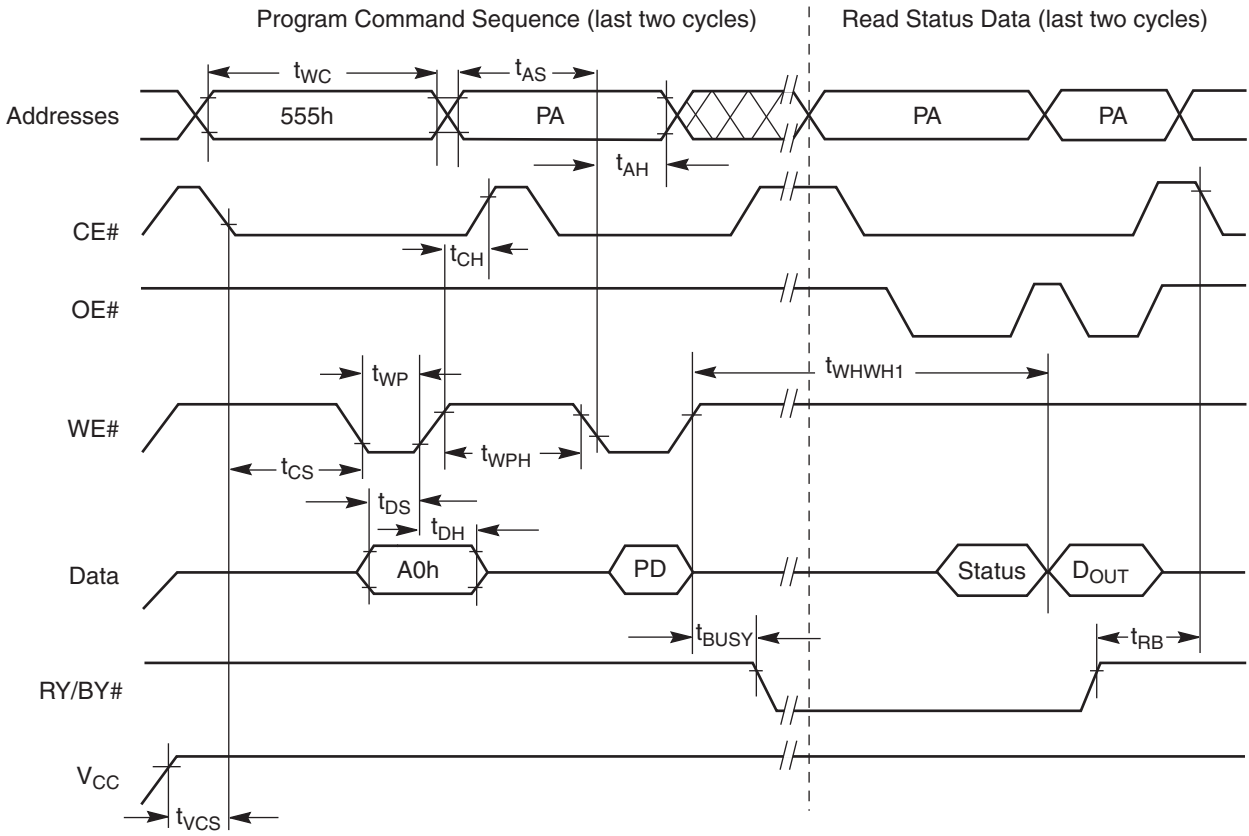 Program Command Sequence (last two cycles)
Read Status Data (last two cycles)
tWC
tAS
Addresses
555h
PA
PA
PA
tAH
CE#
tCH
OE#
tWP
tWHWH1
WE#
tCS
tWPH
tDS
tDH
Data
A0h
PD
Status
DOUT
tBUSY
tRB
RY/BY#
VCC
tVCS